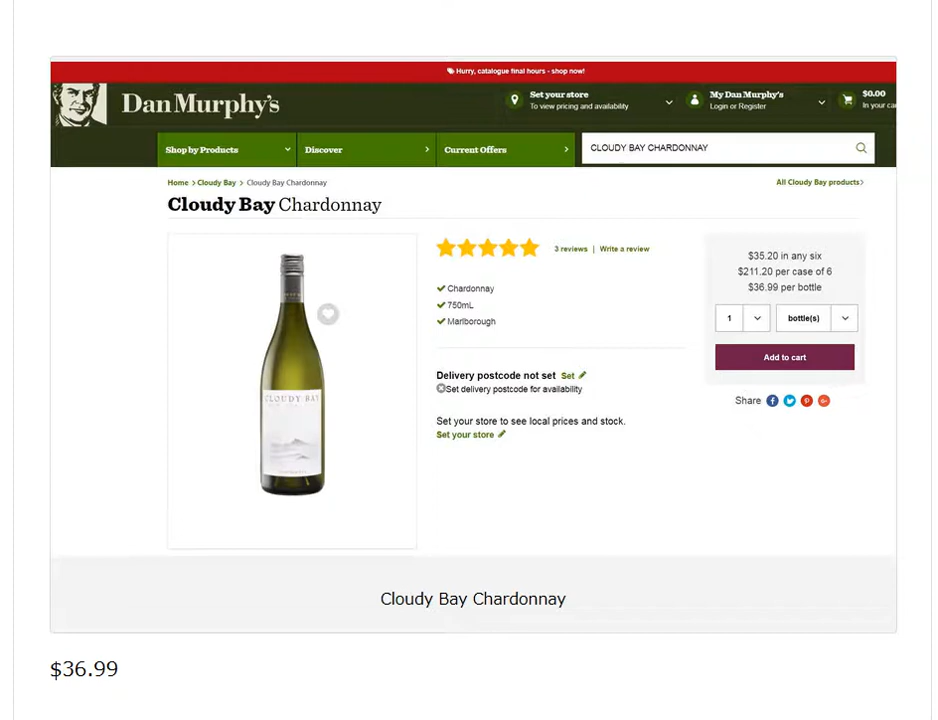 Hurry, catalogue final hours - shop now!
Dan Murphy's
Set your store
To view pricing and availability
My Dan Murphy's
Login or Register
$0.00
In your
Shop by Products
Discover
Current Offers
CLOUDY BAY CHARDONNAY
Home > Cloudy Bay > Cloudy Bay Chardonnay
All Cloudy Bay products >
Cloudy Bay Chardonnay
3 reviews | Write a review
$35.20 in any six
$211.20 per case of 6
$36.99 per bottle
Chardonnay
750mL
Marlborough
1
bottle(s)
Add to cart
Delivery postcode not set Set
Set delivery postcode for availability
Share
Set your store to see local prices and stock.
Set your store
CLOUDY BAY
Cloudy Bay Chardonnay
$36.99